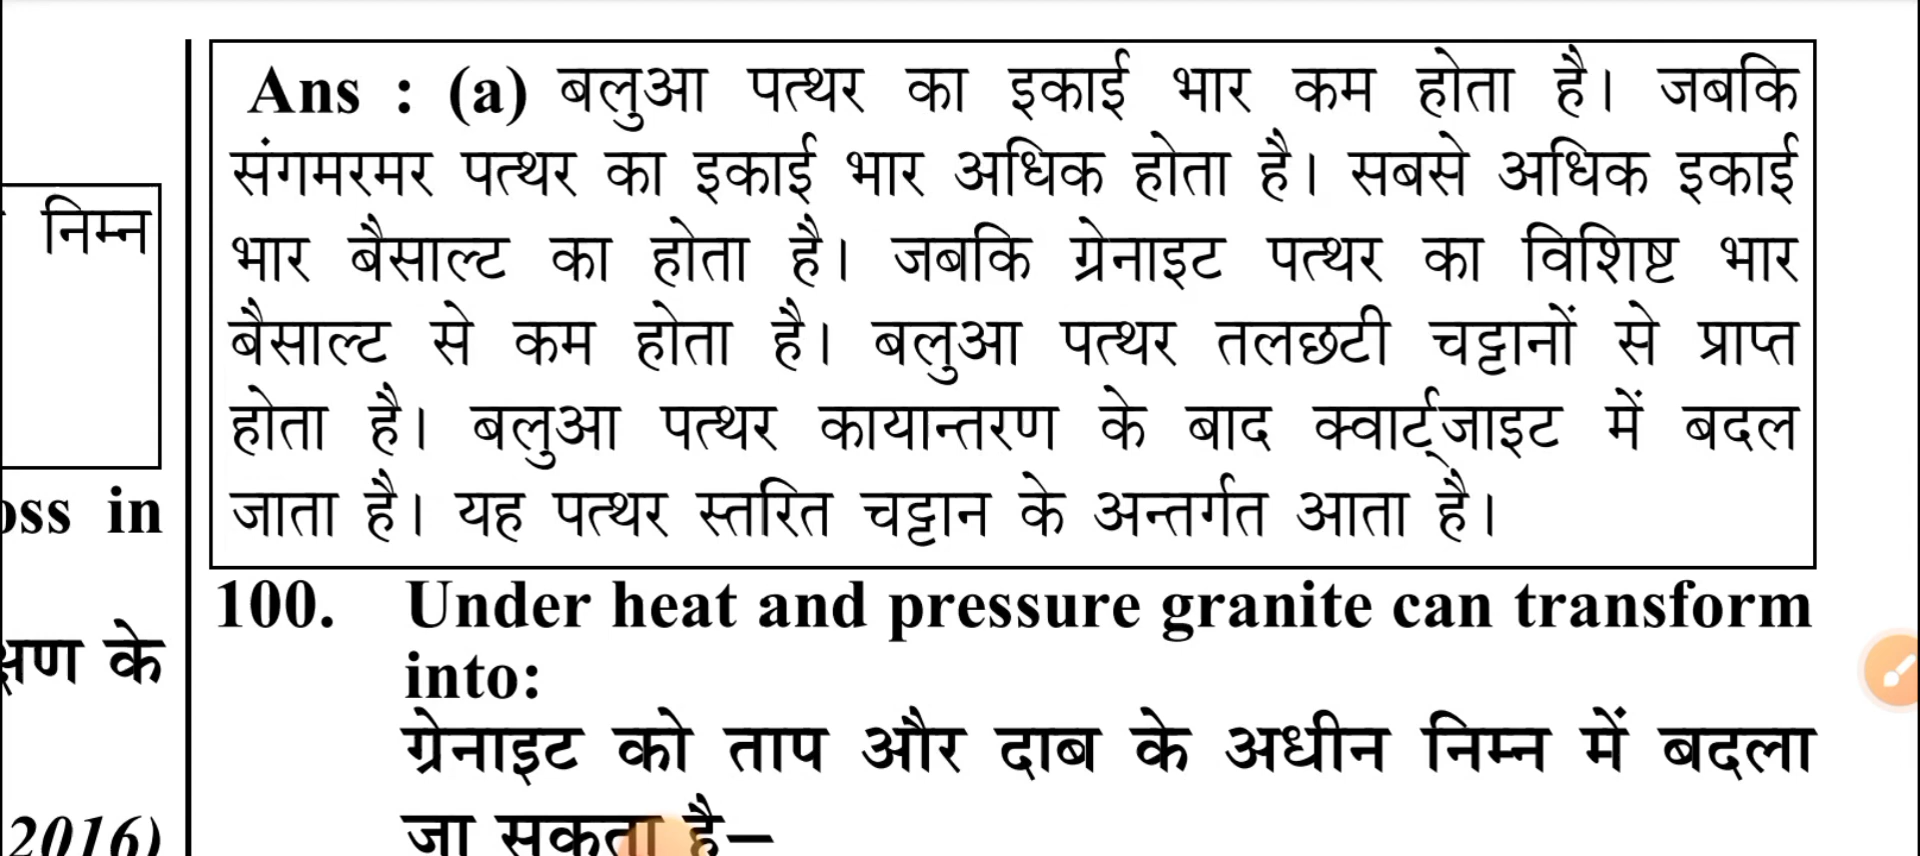 निम्न
oss in
क्षण के
2016)
Ans : (a) बलुआ पत्थर का इकाई भार कम होता है। जबकि
संगमरमर पत्थर का इकाई भार अधिक होता है। सबसे अधिक इकाई
भार बैसाल्ट का होता है। जबकि ग्रेनाइट पत्थर का विशिष्ट भार
बैसाल्ट से कम होता है। बलुआ पत्थर तलछटी चट्टानों से प्राप्त
होता है। बलुआ पत्थर कायान्तरण के बाद क्वार्ट्जाइट में बदल
जाता है। यह पत्थर स्तरित चट्टान के अन्तर्गत आता है।
100. Under heat and pressure granite can transform
into:
ग्रेनाइट को ताप और दाब के अधीन निम्न में बदला
जा सकता है–